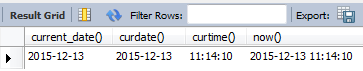 Result Grid Filter Rows: Export:
current_date() curdate() curtime() now()
2015-12-13 2015-12-13 11:14:10 2015-12-13 11:14:10